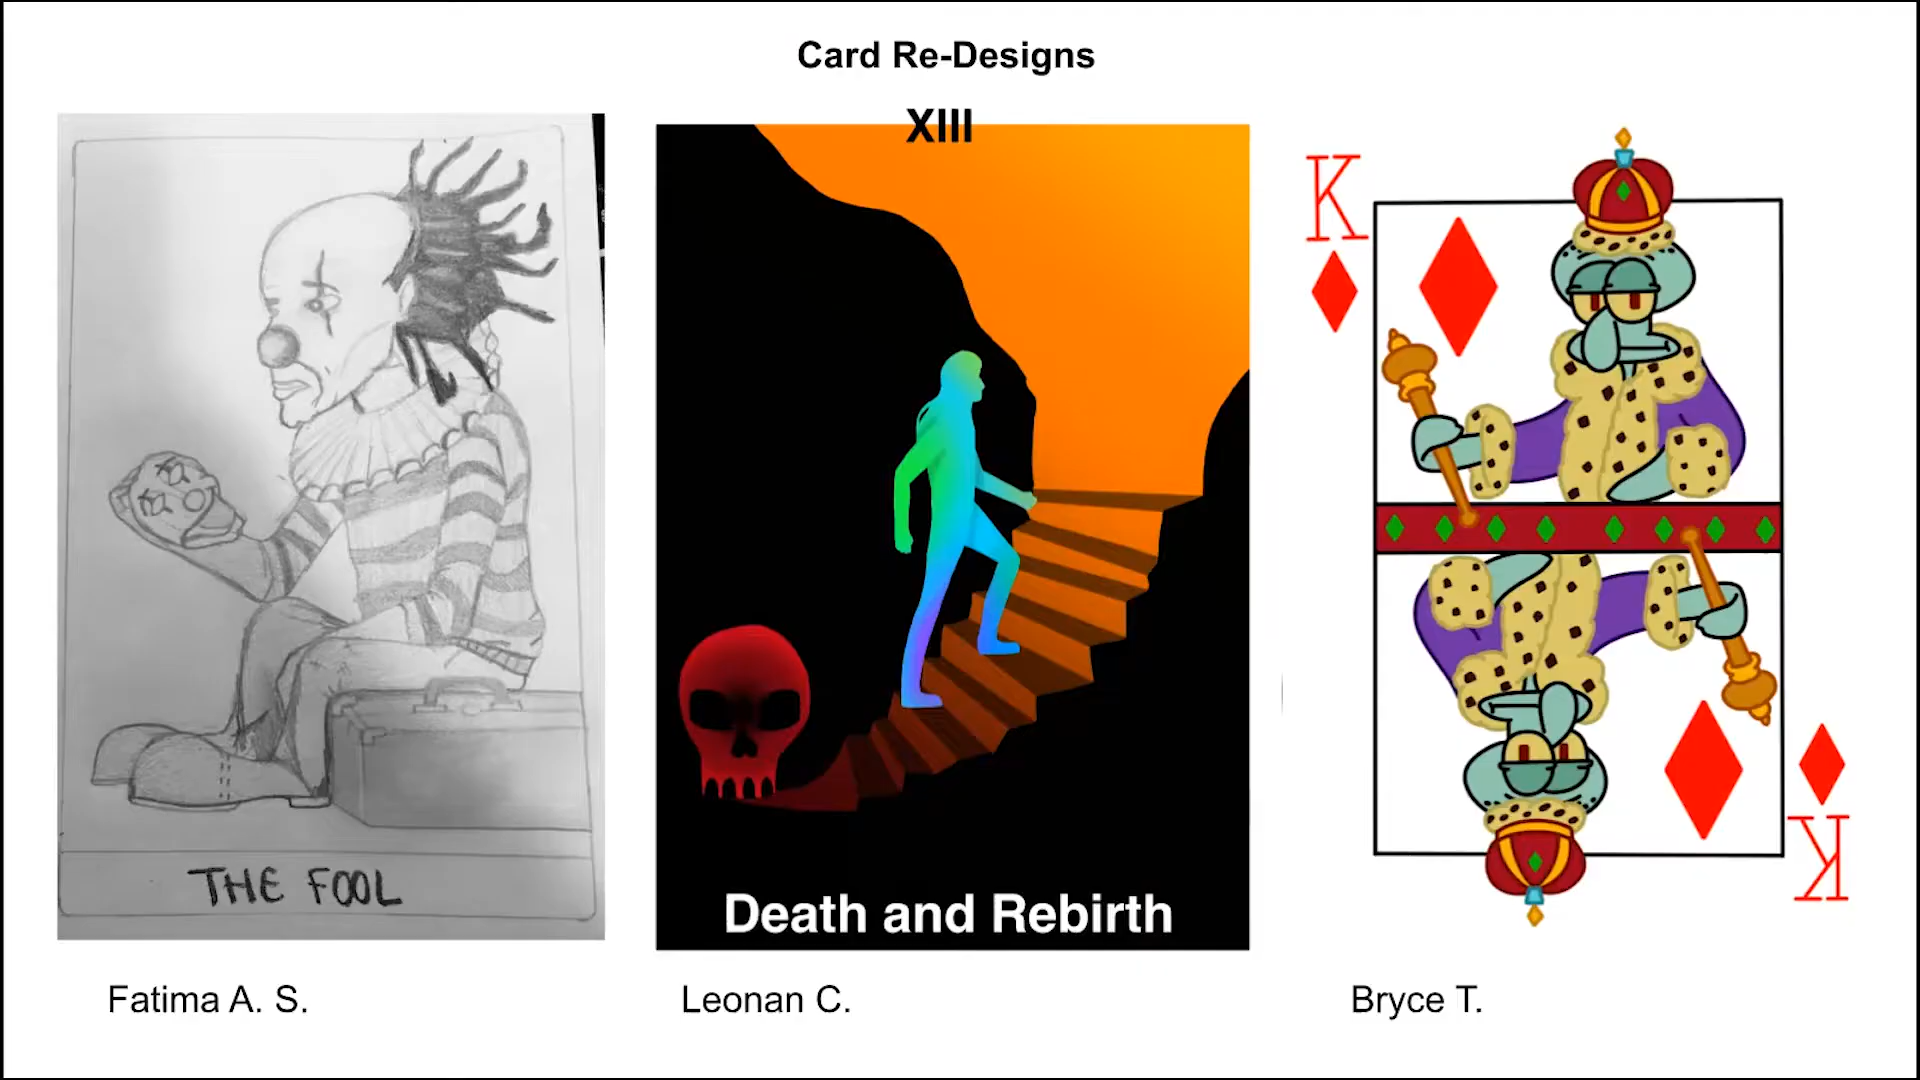 Card Re-Designs
THE FOOL
XIII
Death and Rebirth
K
K
Fatima A. S.
Leonan C.
Bryce T.